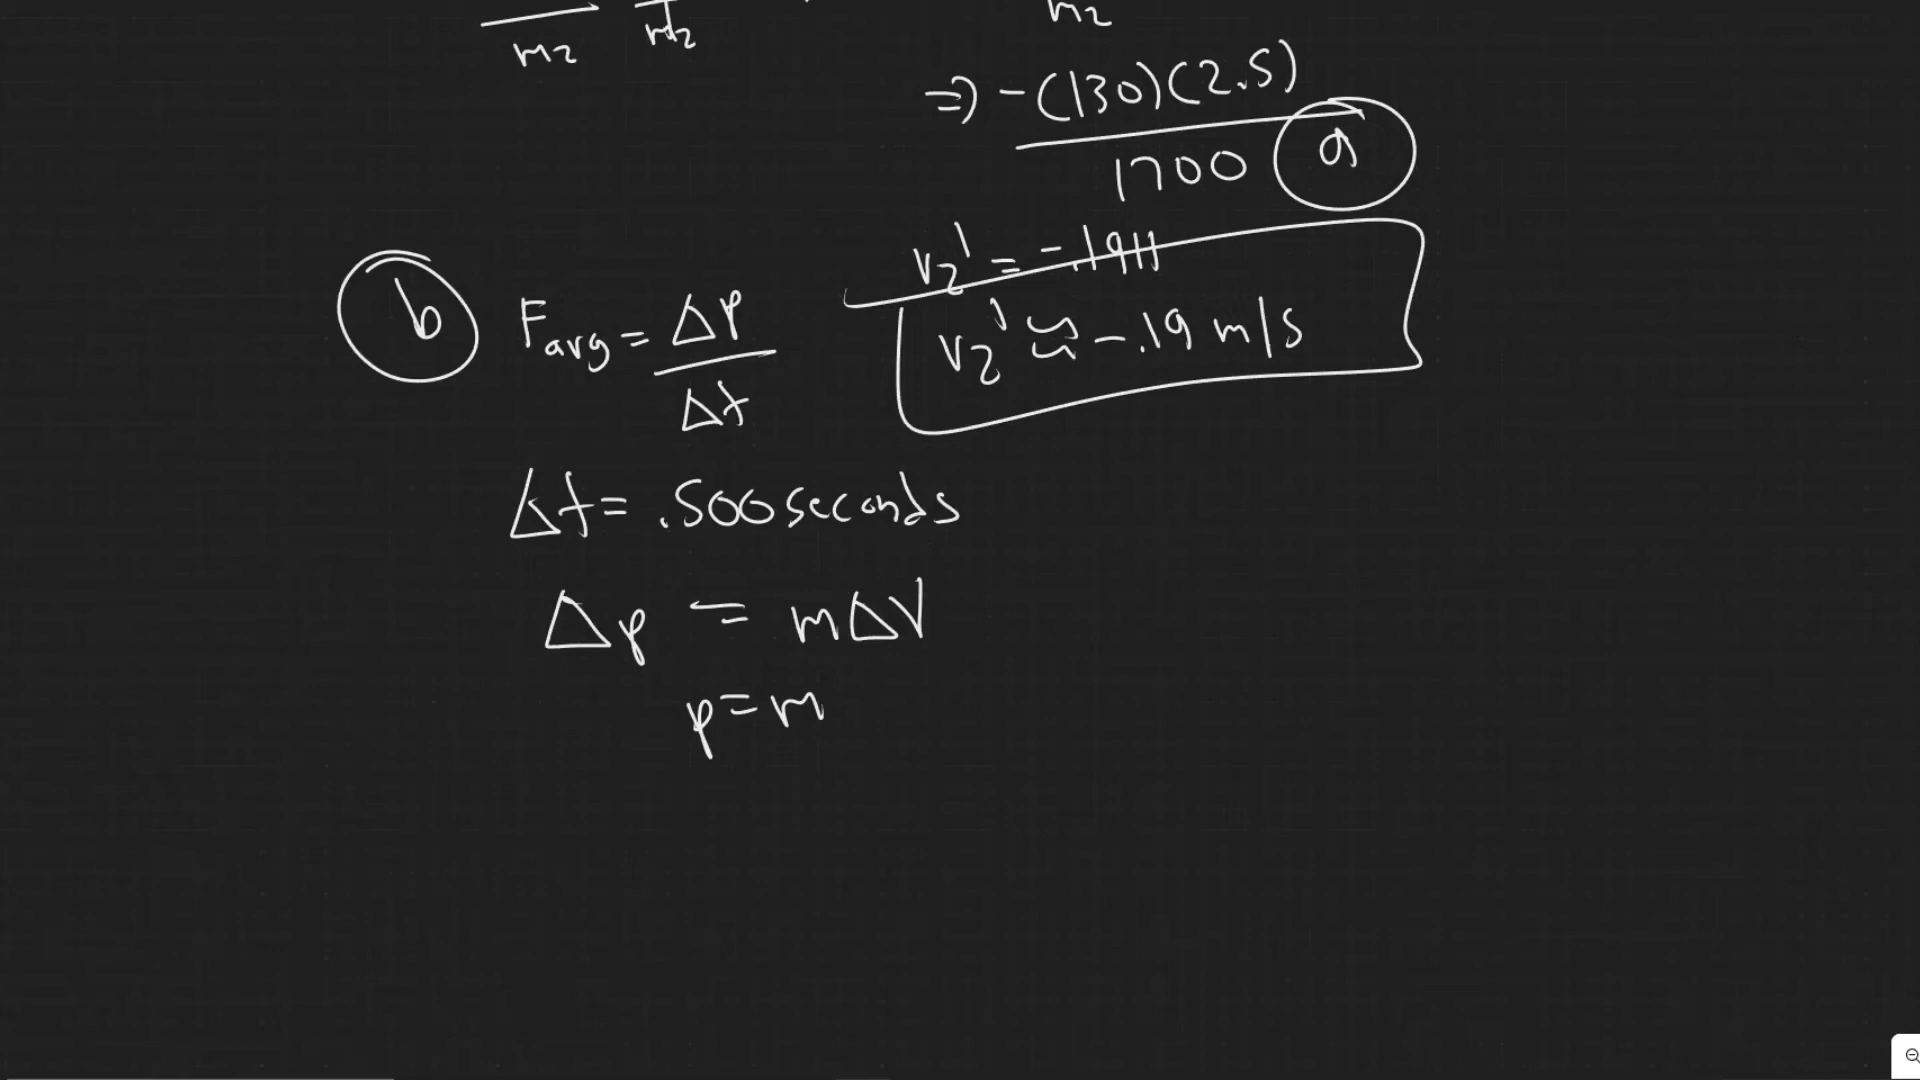 m2 m2 m2
=> -(130)(2.5)
1700 a
v2' = -.1911
b Favg = Δp
Δt
v2' ≈ -.19 m/s
Δt = .500 seconds
Δp = mΔv
p = m